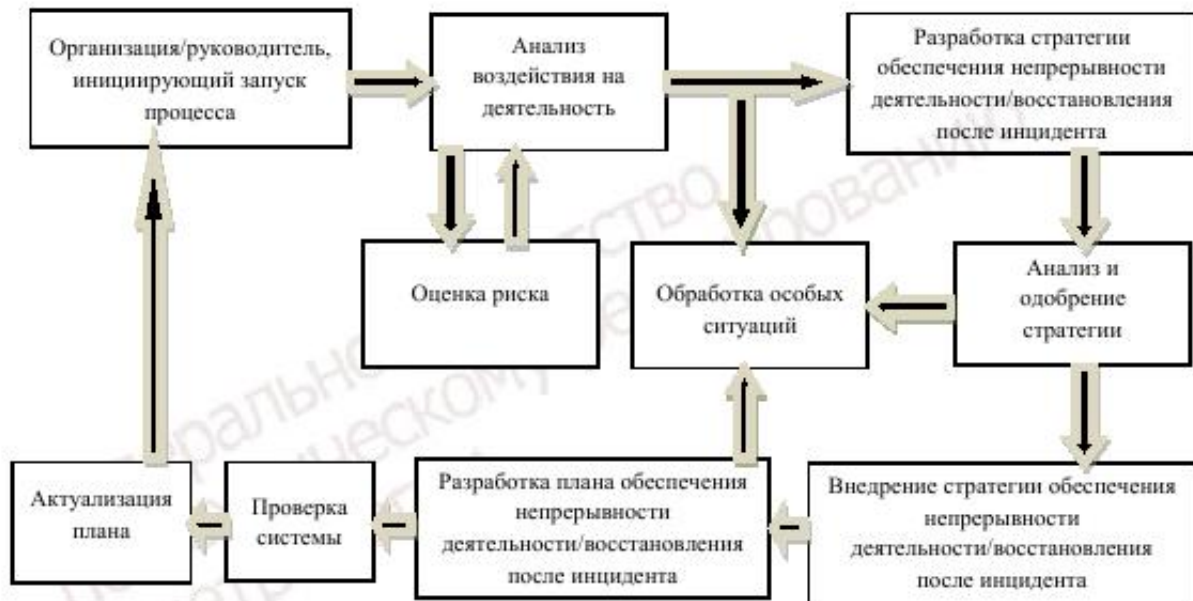 Организация/руководитель,
инициирующий запуск
процесса
Анализ
воздействия на
деятельность
Разработка стратегии
обеспечения непрерывности
деятельности/восстановления
после инцидента
Оценка риска
Обработка особых
ситуаций
Анализ и
одобрение
стратегии
Актуализация
плана
Проверка
системы
Разработка плана обеспечения
непрерывности
деятельности/восстановления
после инцидента
Внедрение стратегии обеспечения
непрерывности
деятельности/восстановления
после инцидента